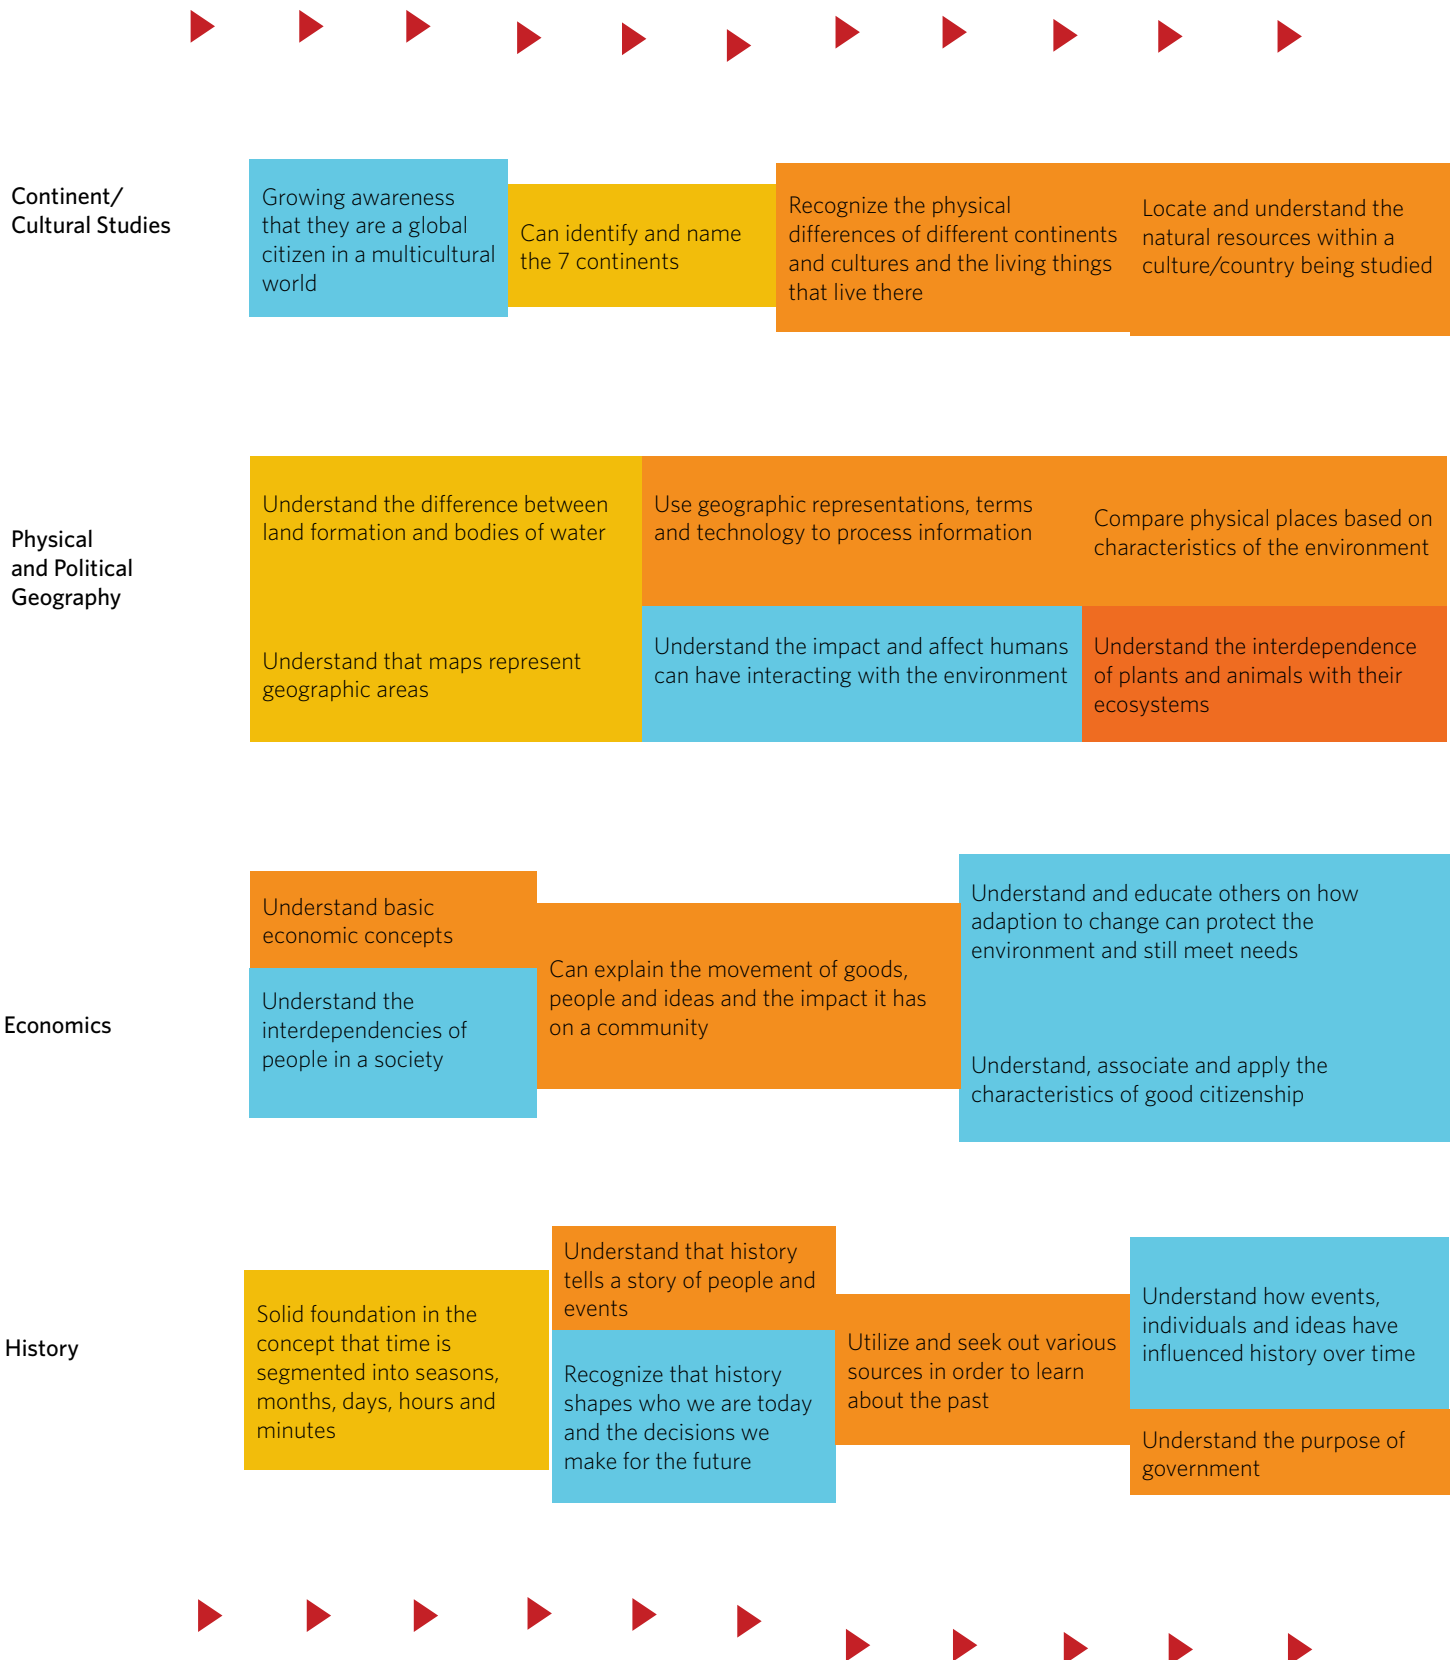 Continent/
Cultural Studies
Growing awareness
that they are a global
citizen in a multicultural
world
Can identify and name
the 7 continents
Recognize the physical
differences of different continents
and cultures and the living things
that live there
Locate and understand the
natural resources within a
culture/country being studied
Physical
and Political
Geography
Understand the difference between
land formation and bodies of water
Understand that maps represent
geographic areas
Use geographic representations, terms
and technology to process information
Understand the impact and affect humans
can have interacting with the environment
Compare physical places based on
characteristics of the environment
Understand the interdependence
of plants and animals with their
ecosystems
Economics
Understand basic
economic concepts
Understand the
interdependencies of
people in a society
Can explain the movement of goods,
people and ideas and the impact it has
on a community
Understand and educate others on how
adaption to change can protect the
environment and still meet needs
Understand, associate and apply the
characteristics of good citizenship
History
Solid foundation in the
concept that time is
segmented into seasons,
months, days, hours and
minutes
Understand that history
tells a story of people and
events
Recognize that history
shapes who we are today
and the decisions we
make for the future
Utilize and seek out various
sources in order to learn
about the past
Understand how events,
individuals and ideas have
influenced history over time
Understand the purpose of
government